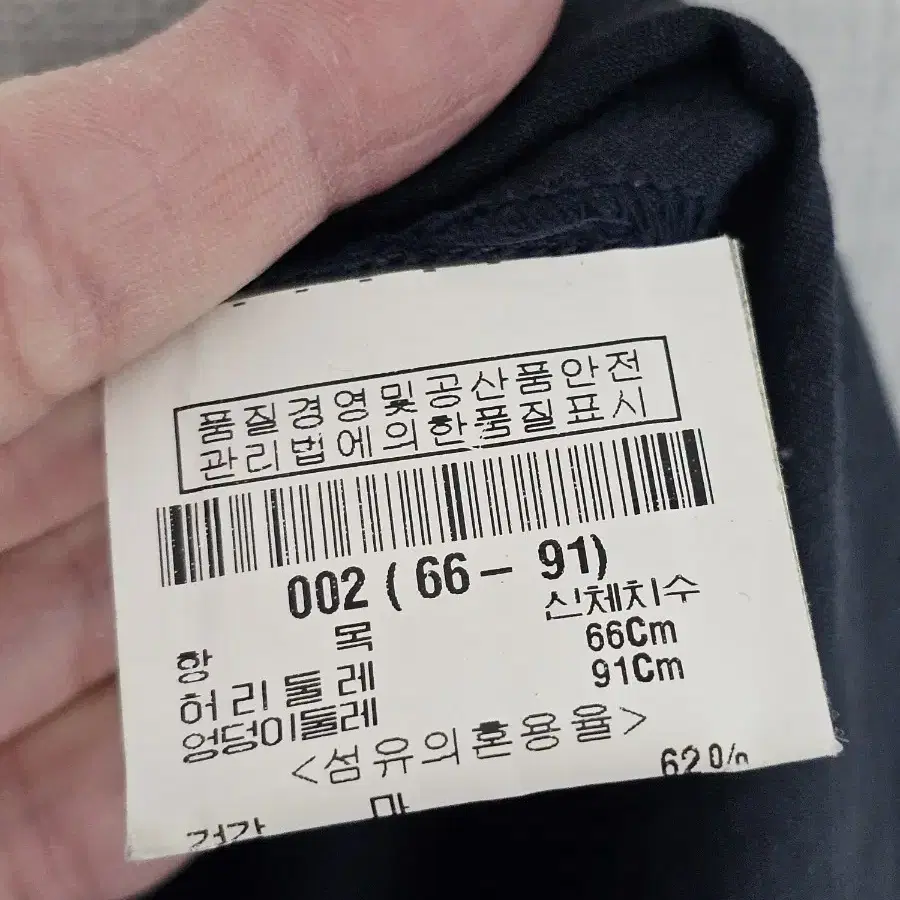 품질경영및공산품안전
관리법에의한품질표시
002 ( 66 – 91)
항 목 신체치수
허리둘레 66Cm
엉덩이둘레 91Cm
<섬유의혼용율>
겉감 마 62%